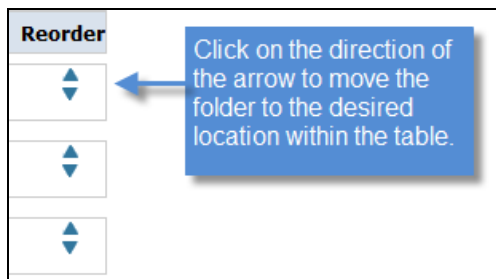 Reorder
Click on the direction of
the arrow to move the
folder to the desired
location within the table.